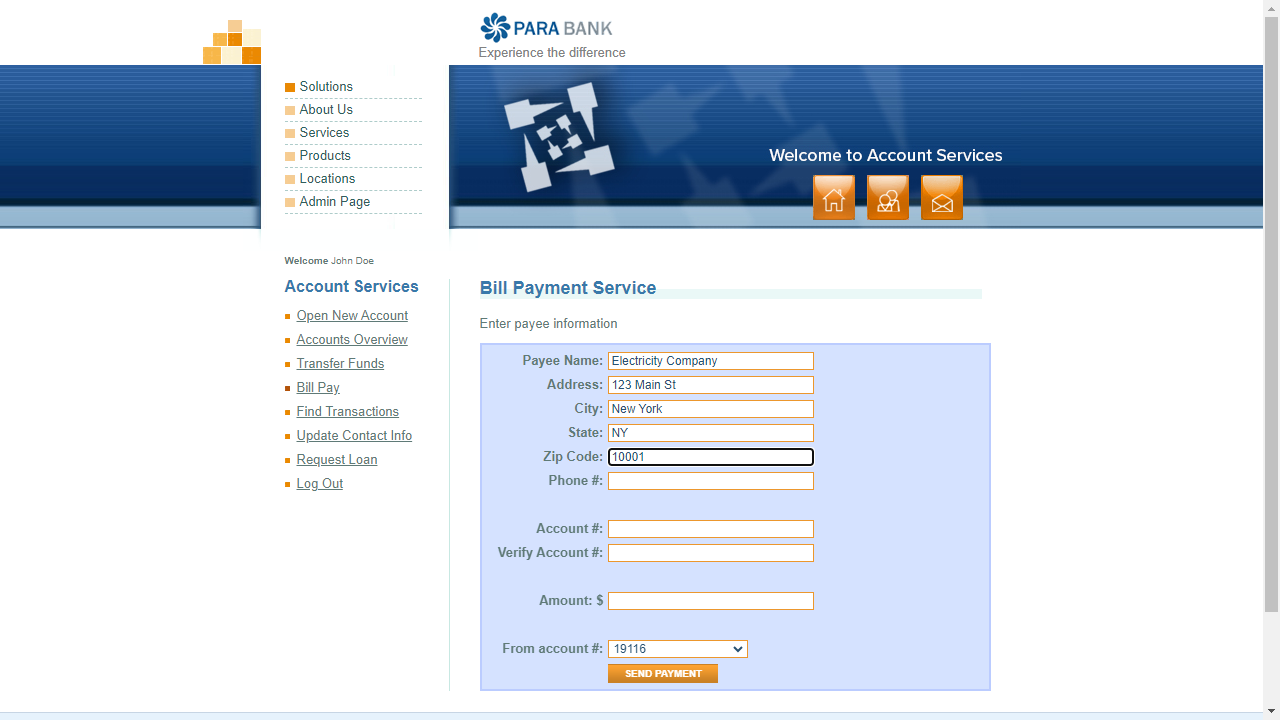 PARA BANK
Experience the difference
Solutions
About Us
Services
Products
Locations
Admin Page
Welcome to Account Services
Welcome John Doe
Account Services
Open New Account
Accounts Overview
Transfer Funds
Bill Pay
Find Transactions
Update Contact Info
Request Loan
Log Out
Bill Payment Service
Enter payee information
Payee Name: Electricity Company
Address: 123 Main St
City: New York
State: NY
Zip Code: 10001
Phone #:
Account #:
Verify Account #:
Amount: $
From account #: 19116
SEND PAYMENT